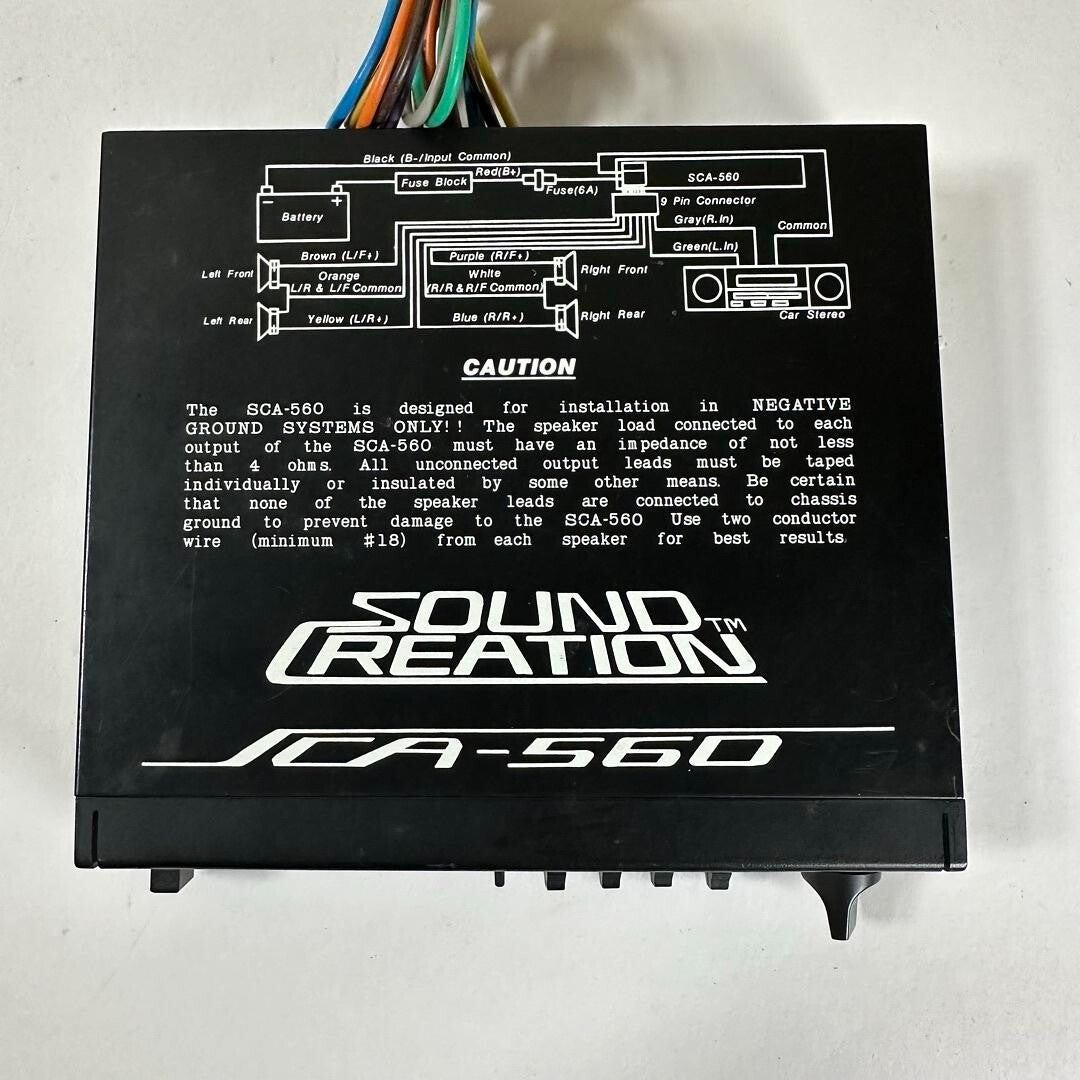 Black (B-/Input Common)
Red(B+)
Fuse Block
Fuse(6A)
SCA-560
- +
Battery
9 Pin Connector
Gray(R.In)
Common
Green(L.In)
Brown (L/F+)
Purple (R/F+)
Left Front
Orange
White
Right Front
L/R & L/F Common
(R/R & R/F Common)
Left Rear
Yellow (L/R+)
Blue (R/R+)
Right Rear
Car Stereo
CAUTION
The SCA-560 is designed for installation in NEGATIVE
GROUND SYSTEMS ONLY!! The speaker load connected to each
output of the SCA-560 must have an impedance of not less
than 4 ohms. All unconnected output leads must be taped
individually or insulated by some other means. Be certain
that none of the speaker leads are connected to chassis
ground to prevent damage to the SCA-560 Use two conductor
wire (minimum #18) from each speaker for best results.
SOUND
CREATION™
SCA-560